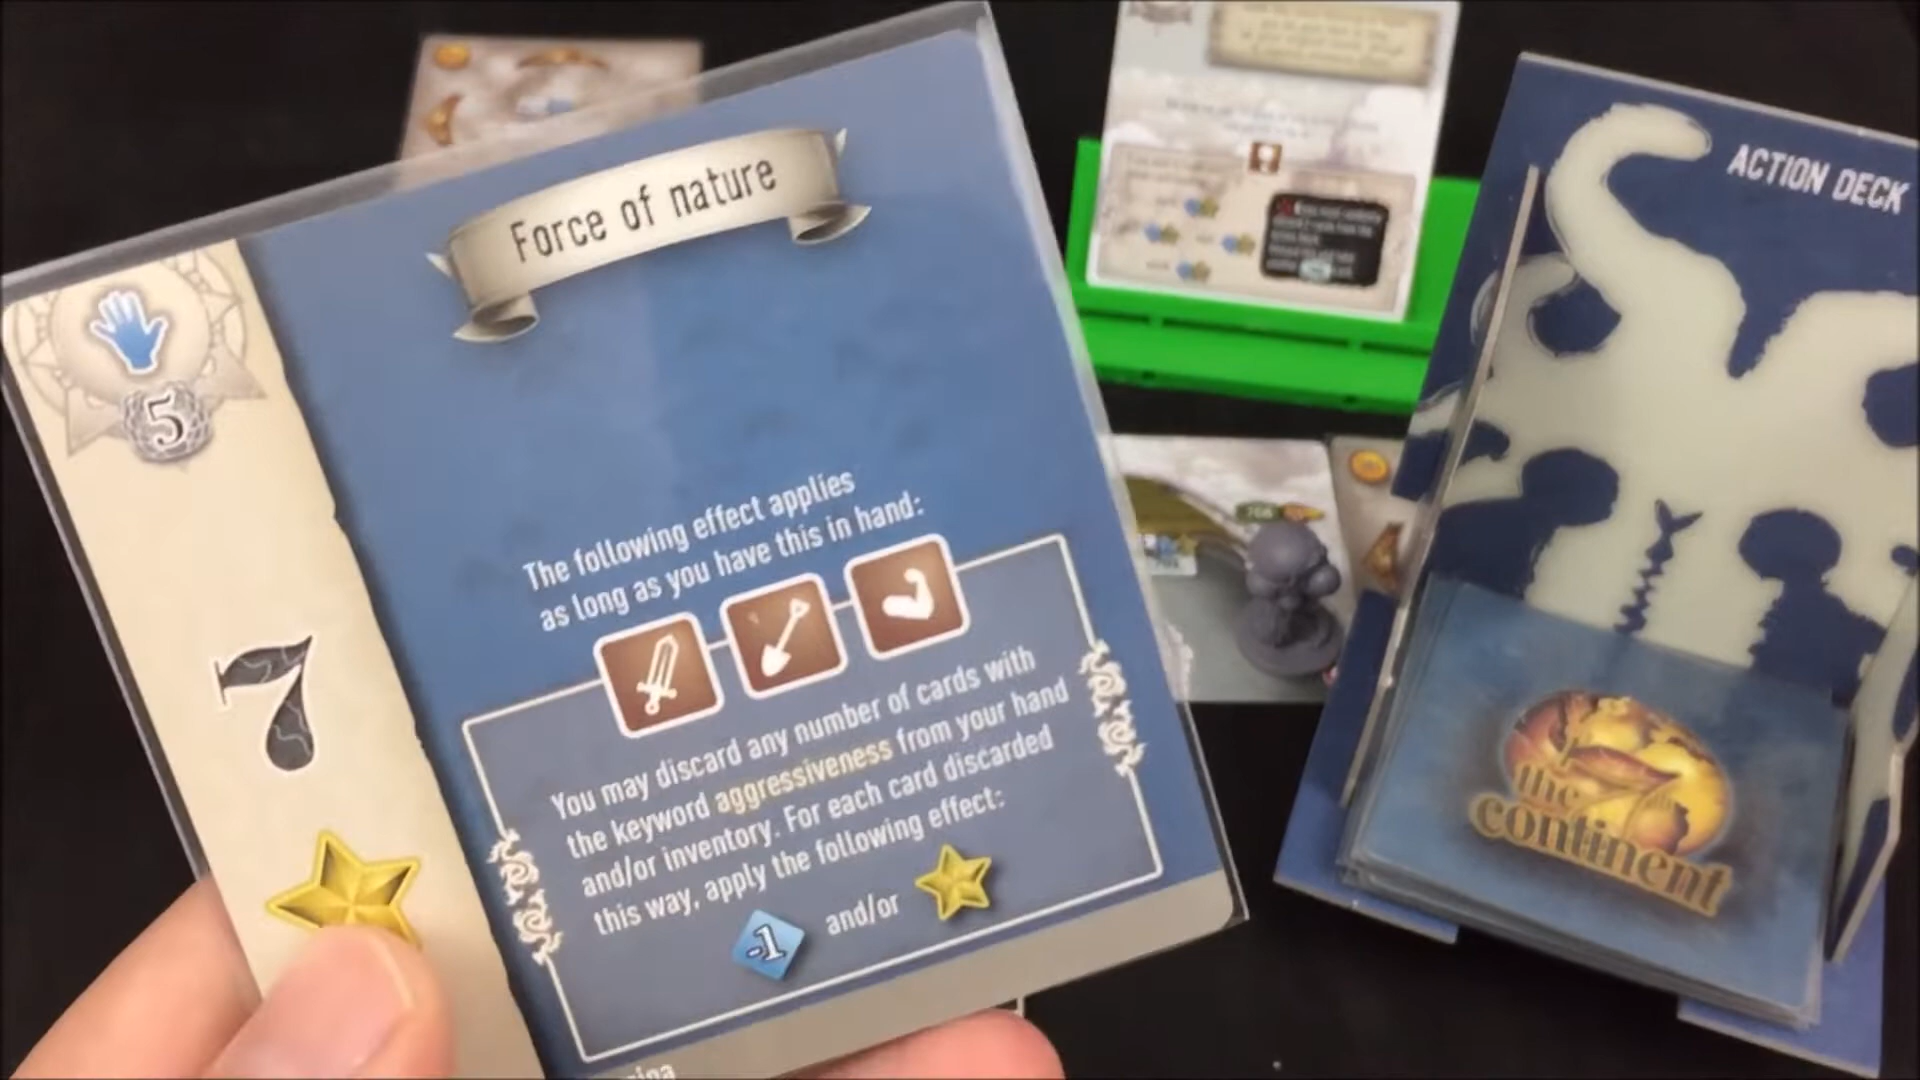 Force of nature
5
7
The following effect applies
as long as you have this in hand:
You may discard any number of cards with
the keyword aggressiveness from your hand
and/or inventory. For each card discarded
this way, apply the following effect:
-1 and/or
ACTION DECK
the
7th
continent